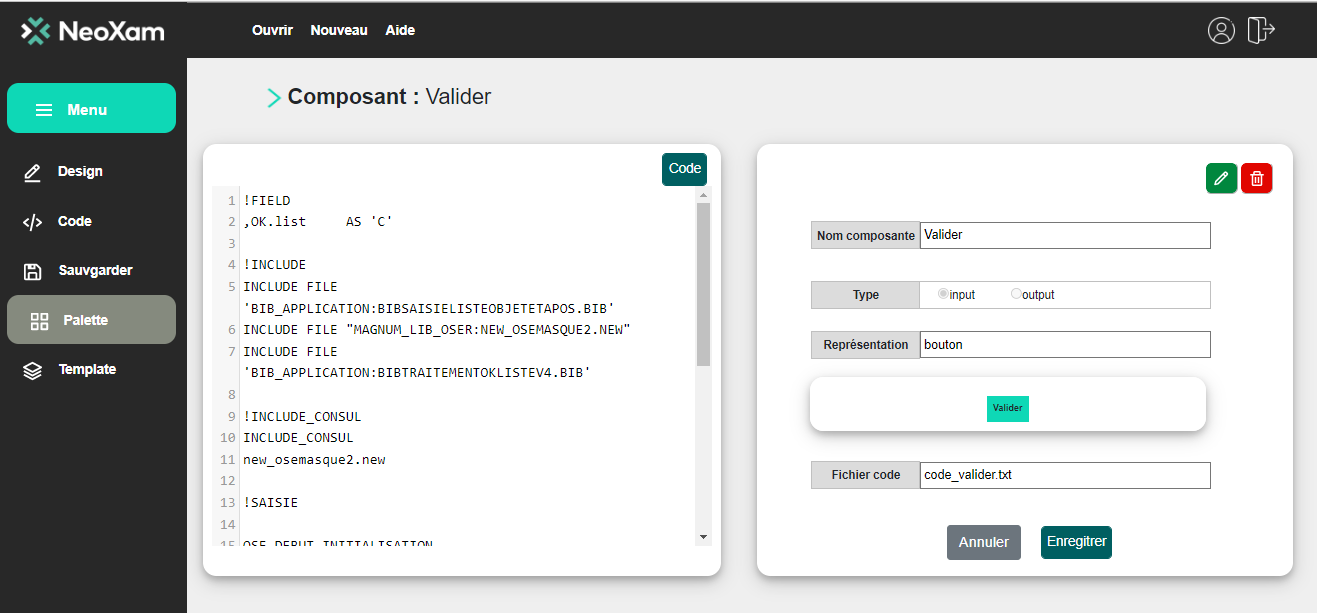 NeoXam
Ouvrir Nouveau Aide
Menu
Design
Code
Sauvgarder
Palette
Template
Composant : Valider
Code
1 !FIELD
2 ,OK.list AS 'C'
3
4 !INCLUDE
5 INCLUDE FILE
'BIB_APPLICATION:BIBSAISIELISTEOBJETETAPOS.BIB'
6 INCLUDE FILE "MAGNUM_LIB_OSER:NEW_OSEMASQUE2.NEW"
7 INCLUDE FILE
'BIB_APPLICATION:BIBTRAITEMENTOKLISTEV4.BIB'
8
9 !INCLUDE_CONSUL
10 INCLUDE_CONSUL
11 new_osemasque2.new
12
13 !SAISIE
14
15 OSE_DEBUT_INITIALISATION
Nom composante Valider
Type input output
Représentation bouton
Valider
Fichier code code_valider.txt
Annuler Enregitrer